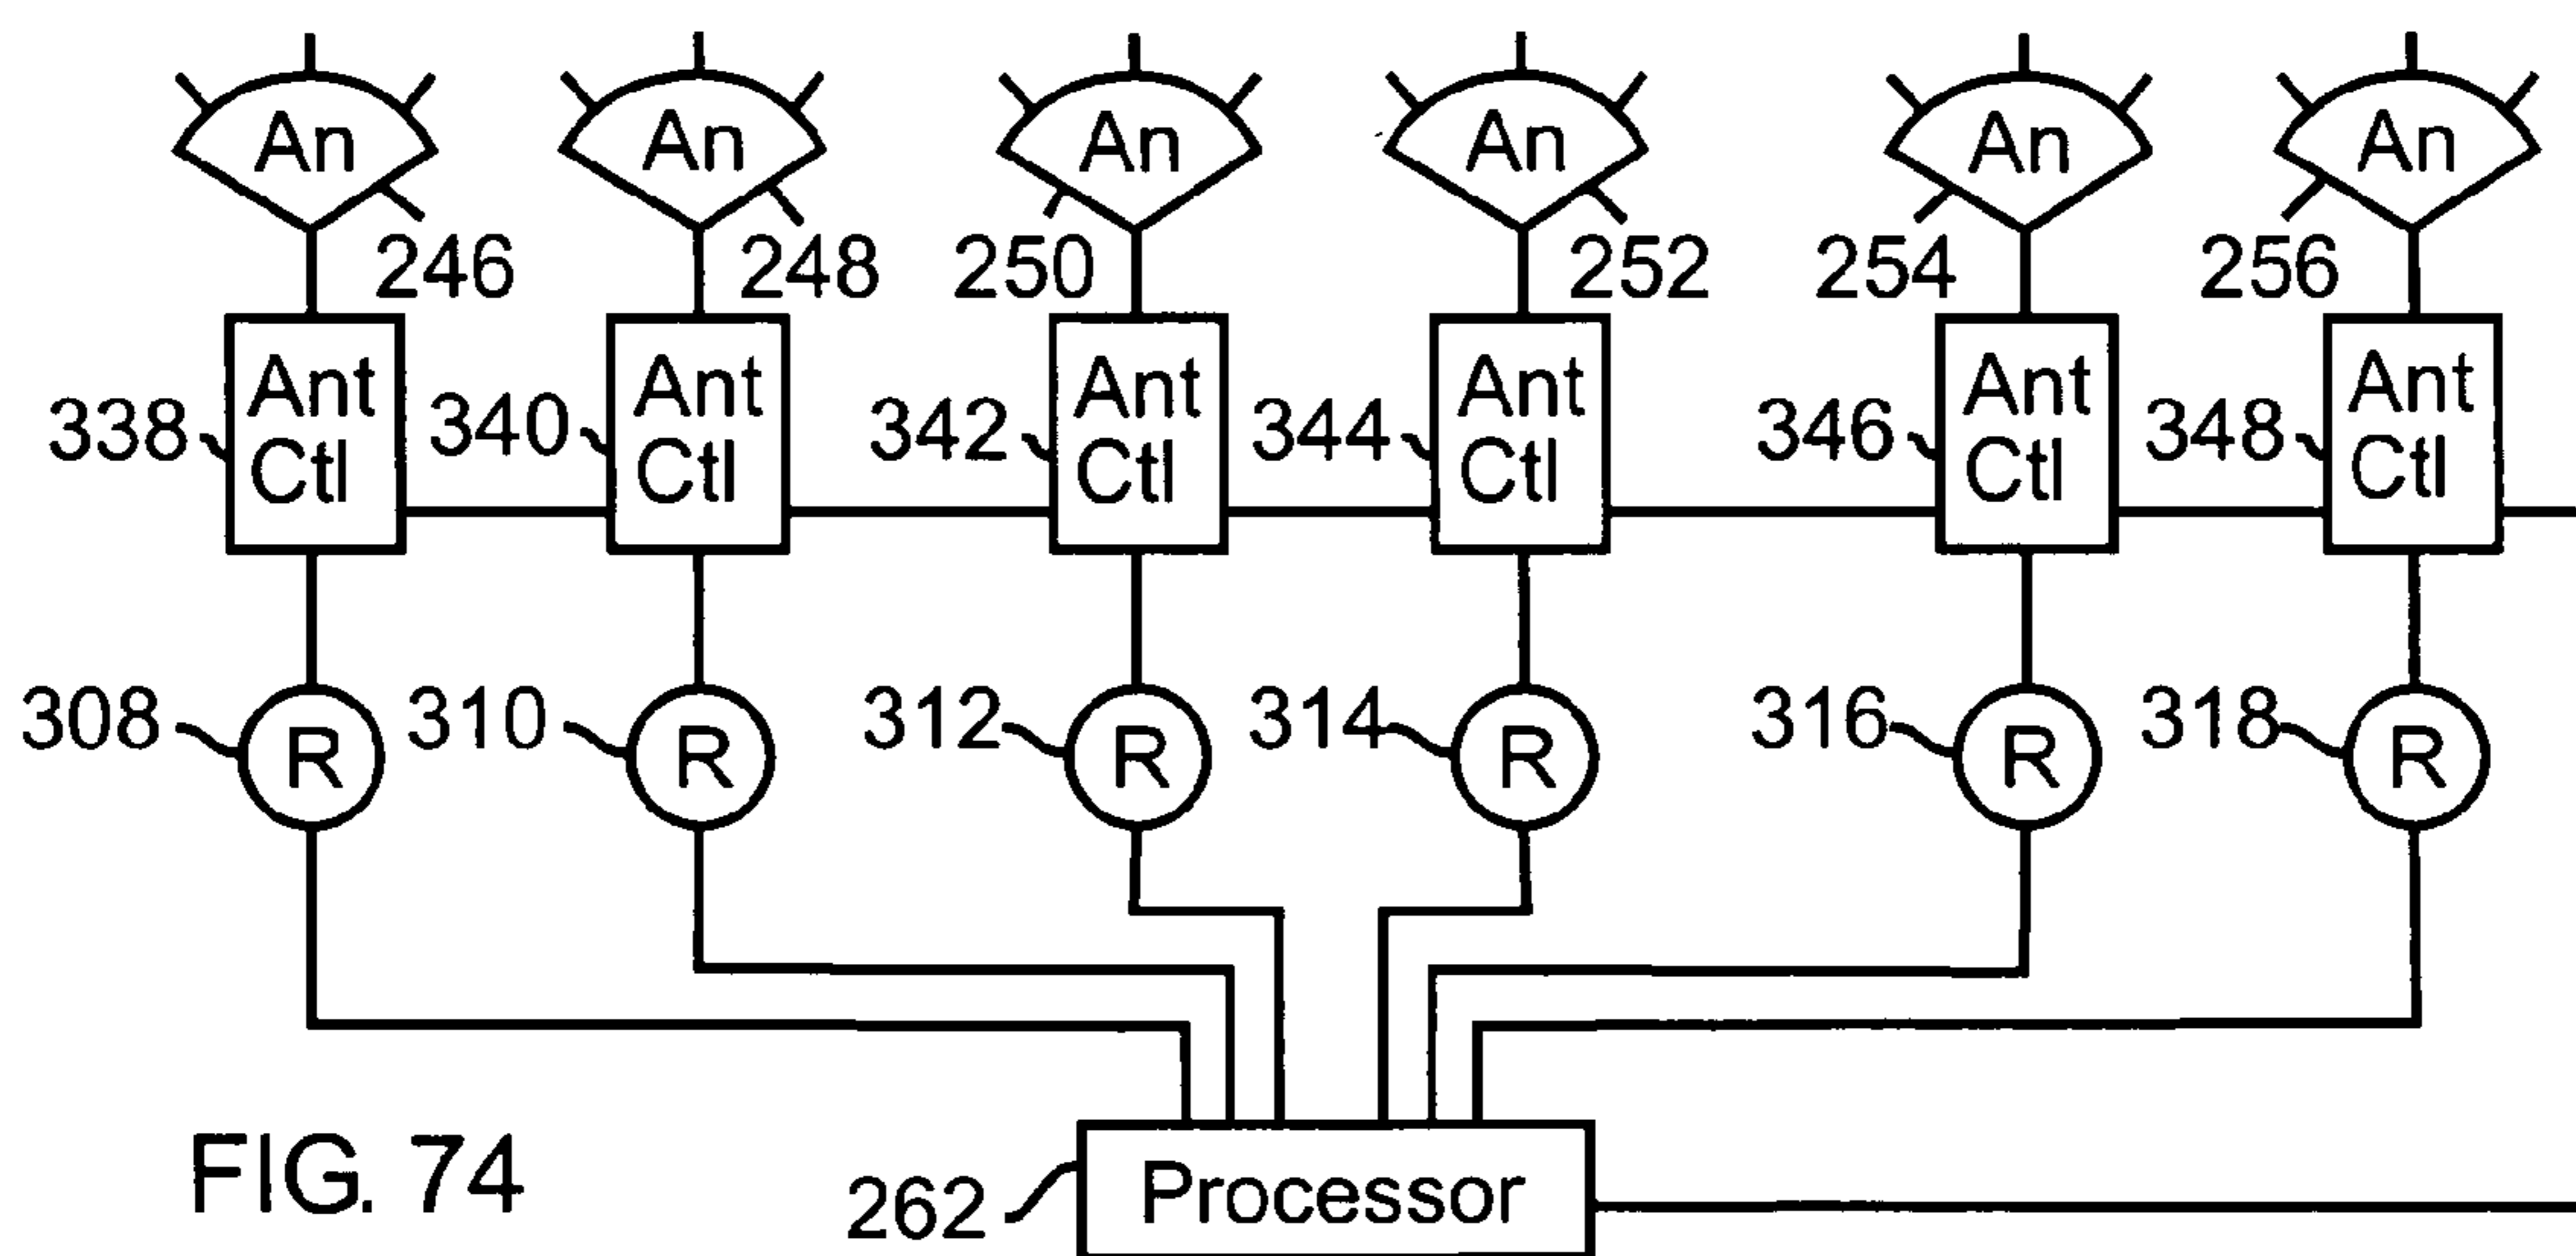 An An An An An An
246 248 250 252 254 256
Ant Ctl Ant Ctl Ant Ctl Ant Ctl Ant Ctl Ant Ctl
338 340 342 344 346 348
308 R 310 R 312 R 314 R 316 R 318 R
FIG. 74
262 Processor